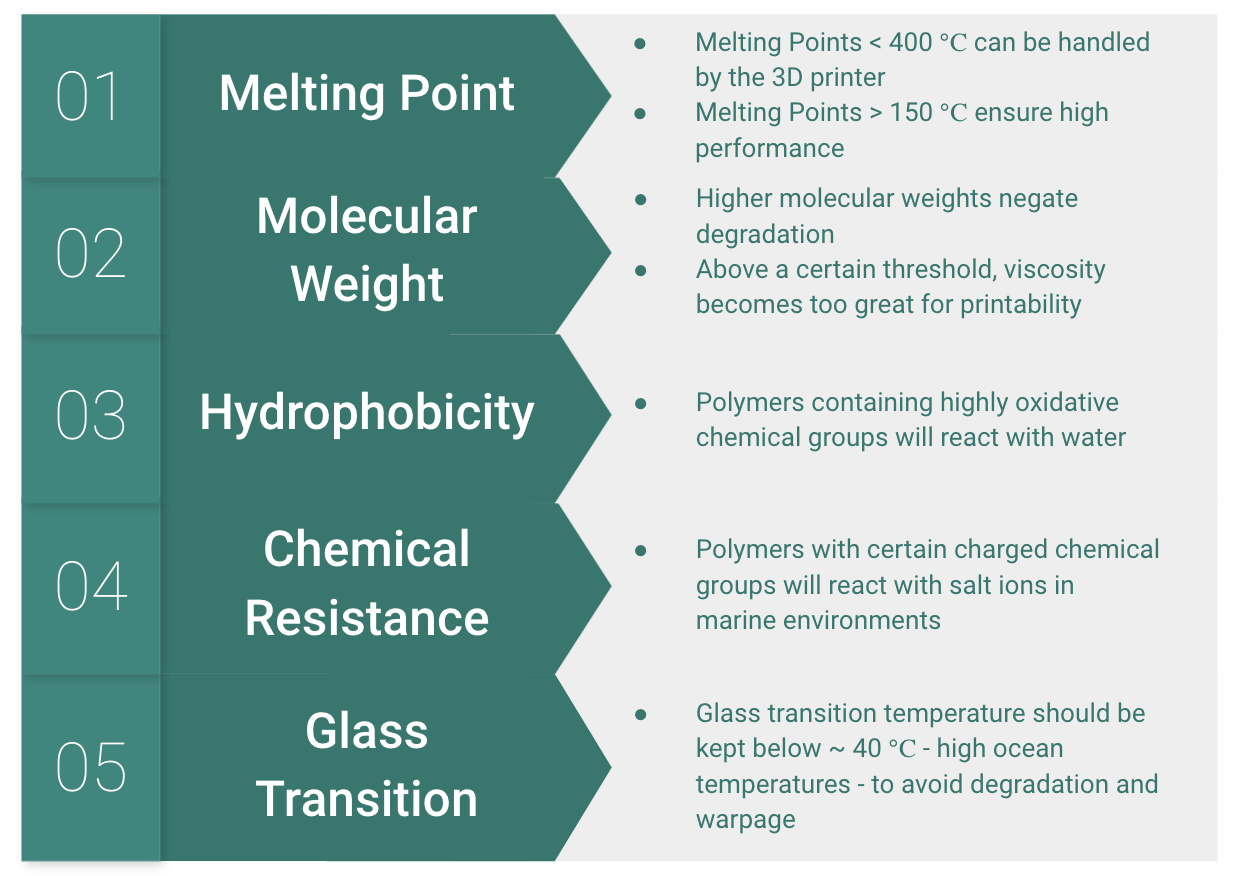 01
Melting Point
● Melting Points < 400 °C can be handled
by the 3D printer
● Melting Points > 150 °C ensure high
performance
02
Molecular
Weight
● Higher molecular weights negate
degradation
● Above a certain threshold, viscosity
becomes too great for printability
03
Hydrophobicity
● Polymers containing highly oxidative
chemical groups will react with water
04
Chemical
Resistance
● Polymers with certain charged chemical
groups will react with salt ions in
marine environments
05
Glass
Transition
● Glass transition temperature should be
kept below ~ 40 °C - high ocean
temperatures - to avoid degradation and
warpage